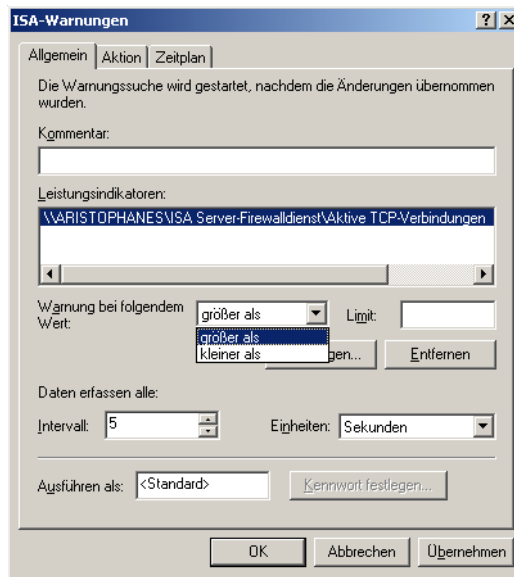 ISA-Warnungen
Allgemein Aktion Zeitplan
Die Warnungssuche wird gestartet, nachdem die Änderungen übernommen
wurden.
Kommentar:
Leistungsindikatoren:
\\ARISTOPHANES\ISA Server-Firewalldienst\Aktive TCP-Verbindungen
Warnung bei folgendem
Wert:
größer als
Limit:
größer als
kleiner als
gen...
Entfernen
Daten erfassen alle:
Intervall: 5 Einheiten: Sekunden
Ausführen als: <Standard> Kennwort festlegen...
OK Abbrechen Übernehmen